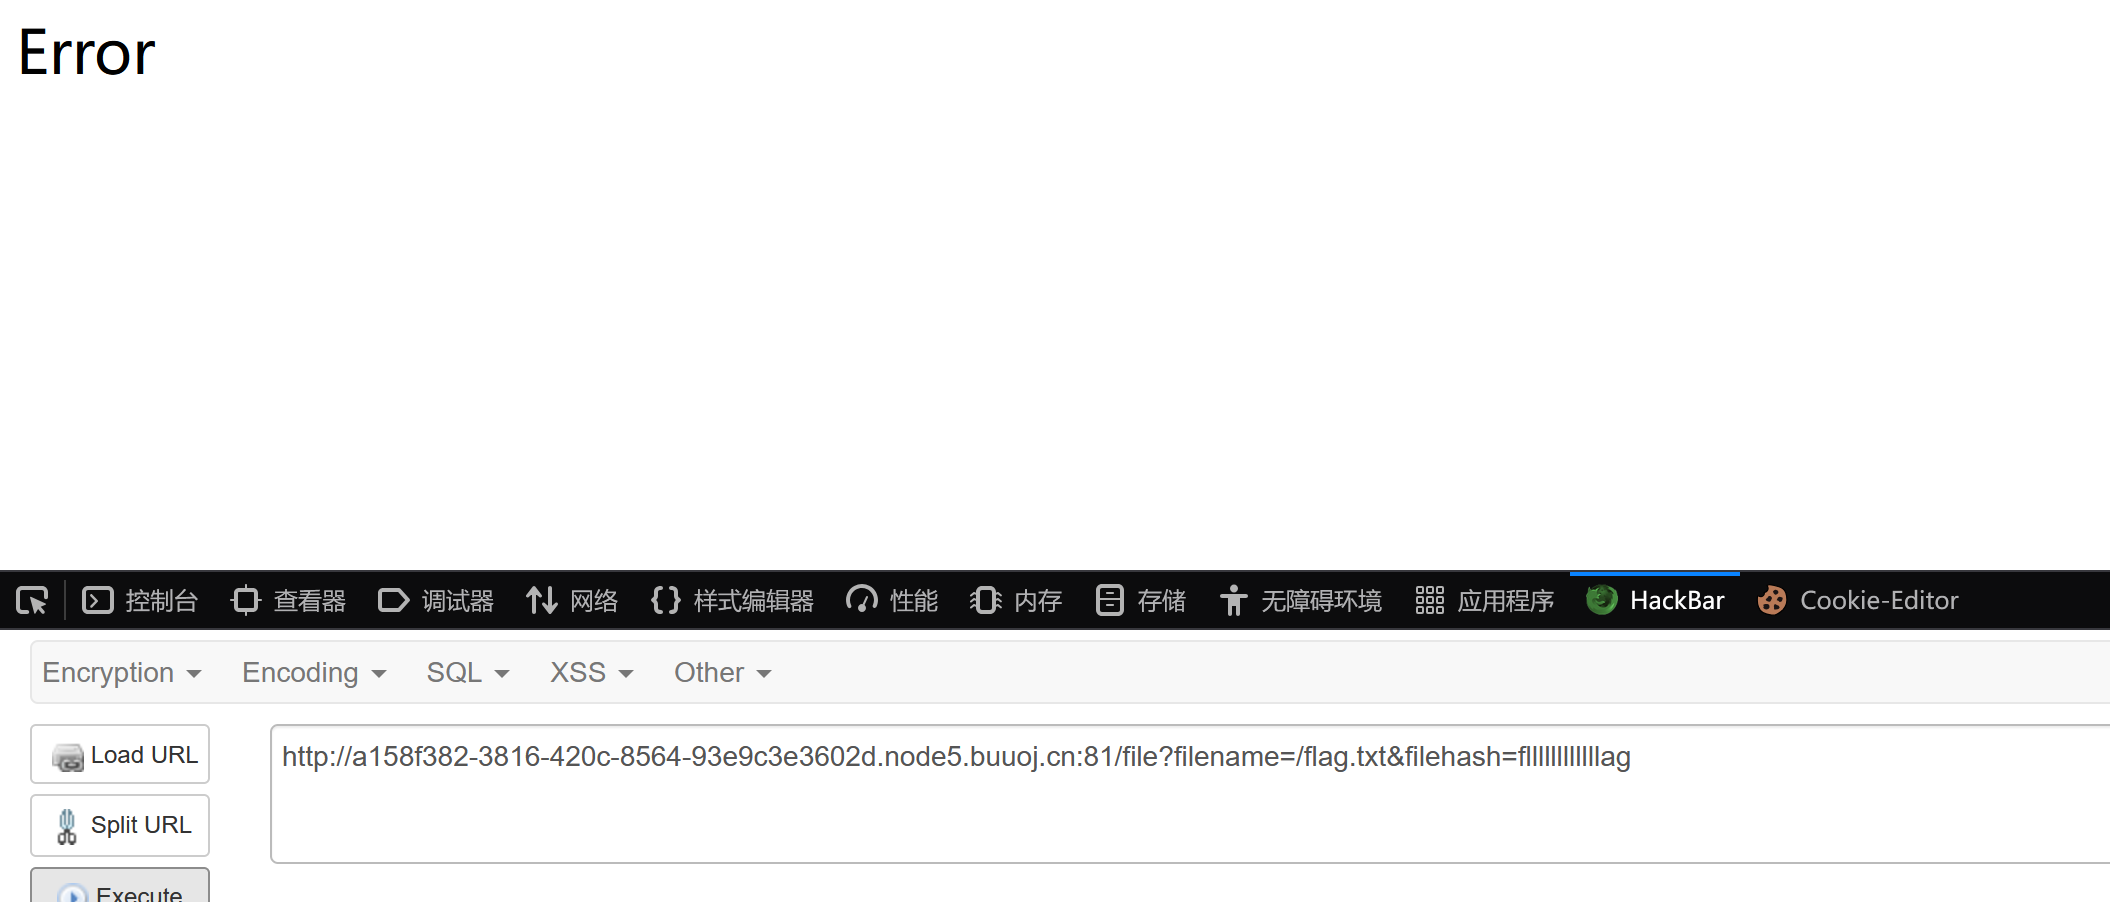 Error
控制台 查看器 调试器 网络 样式编辑器 性能 内存 存储 无障碍环境 应用程序 HackBar Cookie-Editor
Encryption Encoding SQL XSS Other
Load URL
http://a158f382-3816-420c-8564-93e9c3e3602d.node5.buuoj.cn:81/file?filename=/flag.txt&filehash=fllllllllllllag
Split URL
Execute